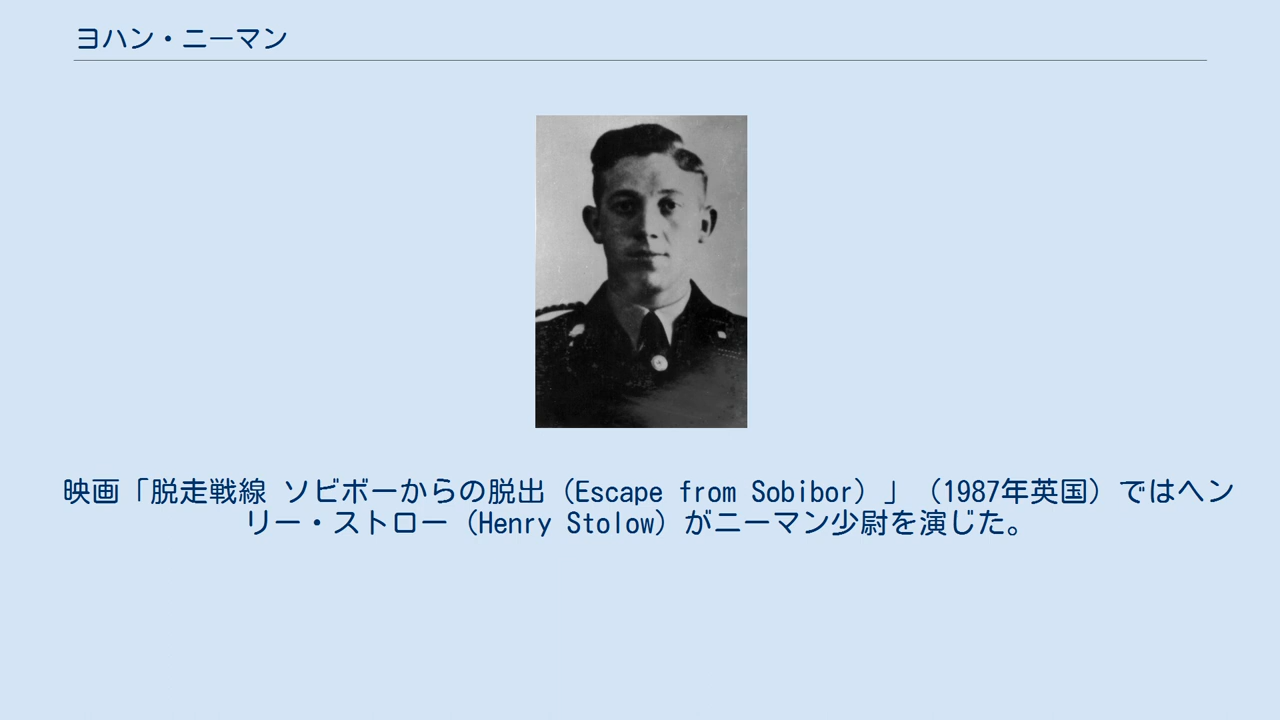 ヨハン・ニーマン
映画「脱走戦線 ソビボーからの脱出（Escape from Sobibor）」（1987年英国）ではヘン
リー・ストロー（Henry Stolow）がニーマン少尉を演じた。